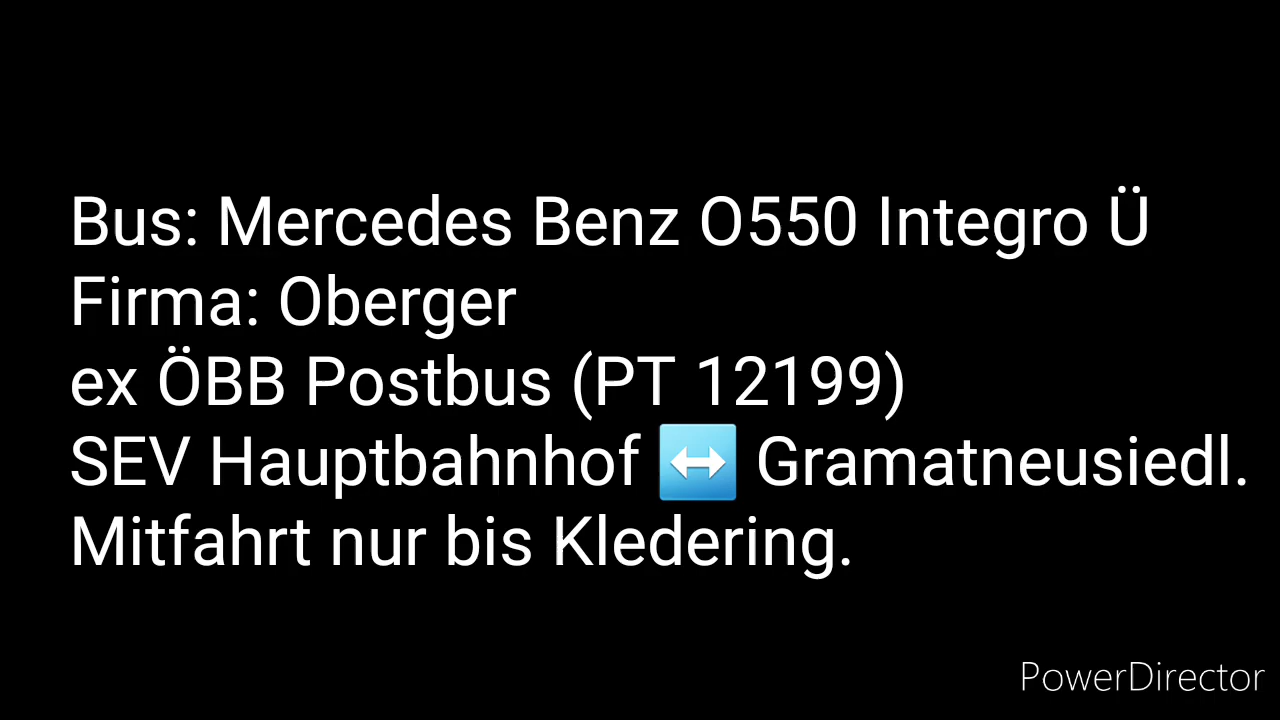 Bus: Mercedes Benz O550 Integro Ü
Firma: Oberger
ex ÖBB Postbus (PT 12199)
SEV Hauptbahnhof ↔️ Gramatneusiedl.
Mitfahrt nur bis Kledering.
PowerDirector